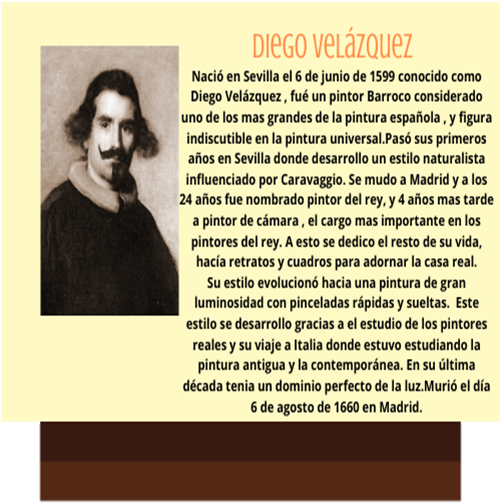 Diego Velázquez
Nació en Sevilla el 6 de junio de 1599 conocido como
Diego Velázquez , fué un pintor Barroco considerado
uno de los mas grandes de la pintura española , y figura
indiscutible en la pintura universal.Pasó sus primeros
años en Sevilla donde desarrollo un estilo naturalista
influenciado por Caravaggio. Se mudo a Madrid y a los
24 años fue nombrado pintor del rey, y 4 años mas tarde
a pintor de cámara , el cargo mas importante en los
pintores del rey. A esto se dedico el resto de su vida,
hacía retratos y cuadros para adornar la casa real.
Su estilo evolucionó hacia una pintura de gran
luminosidad con pinceladas rápidas y sueltas. Este
estilo se desarrollo gracias a el estudio de los pintores
reales y su viaje a Italia donde estuvo estudiando la
pintura antigua y la contemporánea. En su última
década tenia un dominio perfecto de la luz.Murió el día
6 de agosto de 1660 en Madrid.